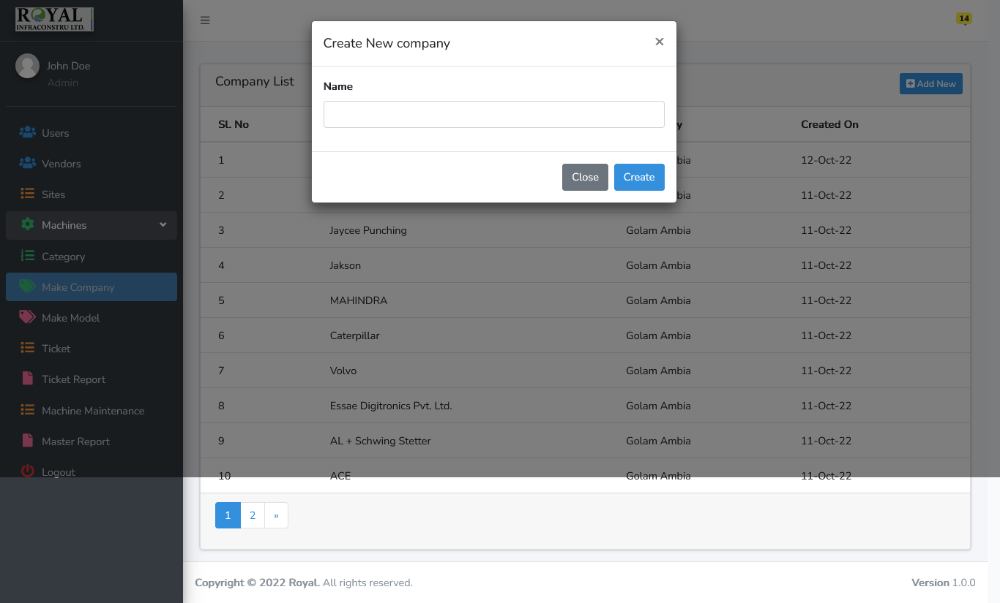 ROYAL
INFRACONSTRU LTD.
14
John Doe
Admin
Users
Vendors
Sites
Machines
Category
Make Company
Make Model
Ticket
Ticket Report
Machine Maintenance
Master Report
Logout
Create New company
×
Name
Close Create
Company List
Add New
Sl. No y Created On
1 bia 12-Oct-22
2 bia 11-Oct-22
3 Jaycee Punching Golam Ambia 11-Oct-22
4 Jakson Golam Ambia 11-Oct-22
5 MAHINDRA Golam Ambia 11-Oct-22
6 Caterpillar Golam Ambia 11-Oct-22
7 Volvo Golam Ambia 11-Oct-22
8 Essae Digitronics Pvt. Ltd. Golam Ambia 11-Oct-22
9 AL + Schwing Stetter Golam Ambia 11-Oct-22
10 ACE Golam Ambia 11-Oct-22
1 2 »
Copyright © 2022 Royal. All rights reserved.
Version 1.0.0